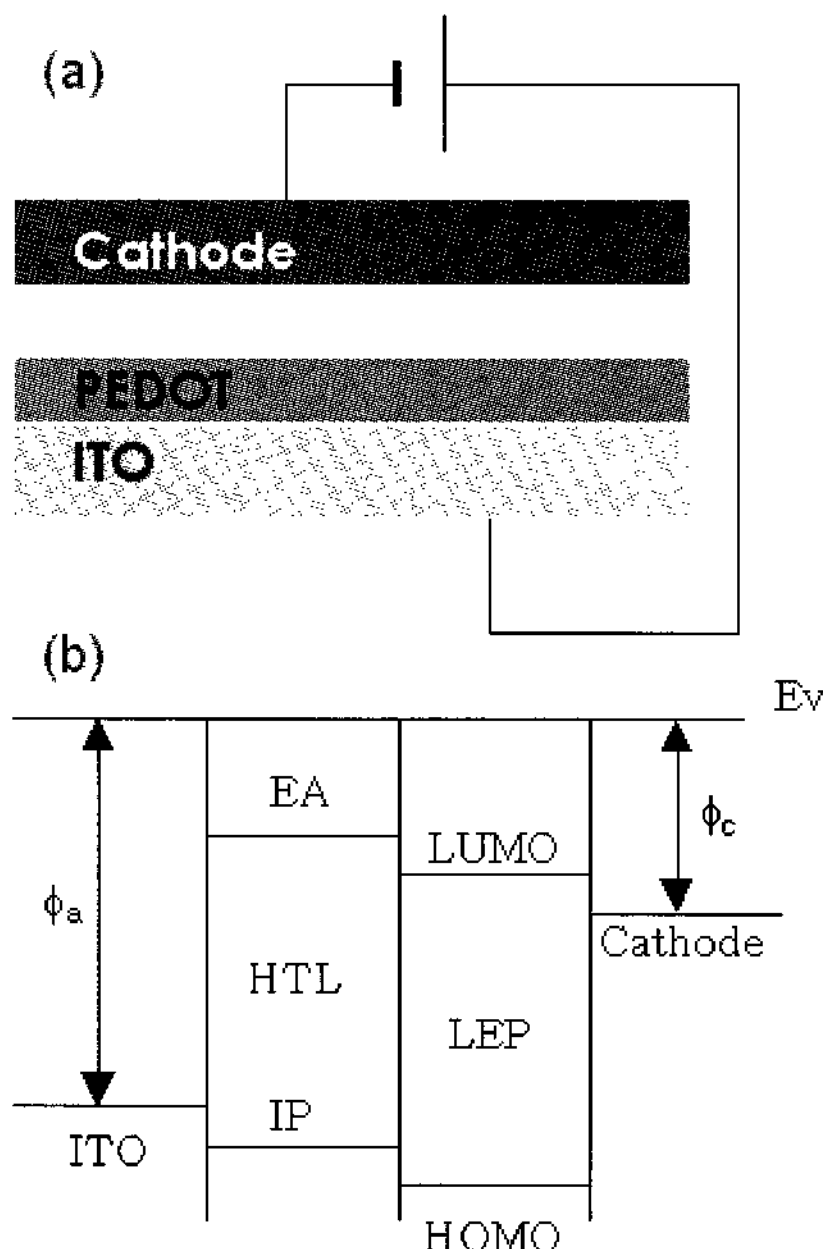 (a)
Cathode
PEDOT
ITO
(b)
Ev
EA
ϕc
LUMO
ϕa
Cathode
HTL
LEP
IP
ITO
HOMO